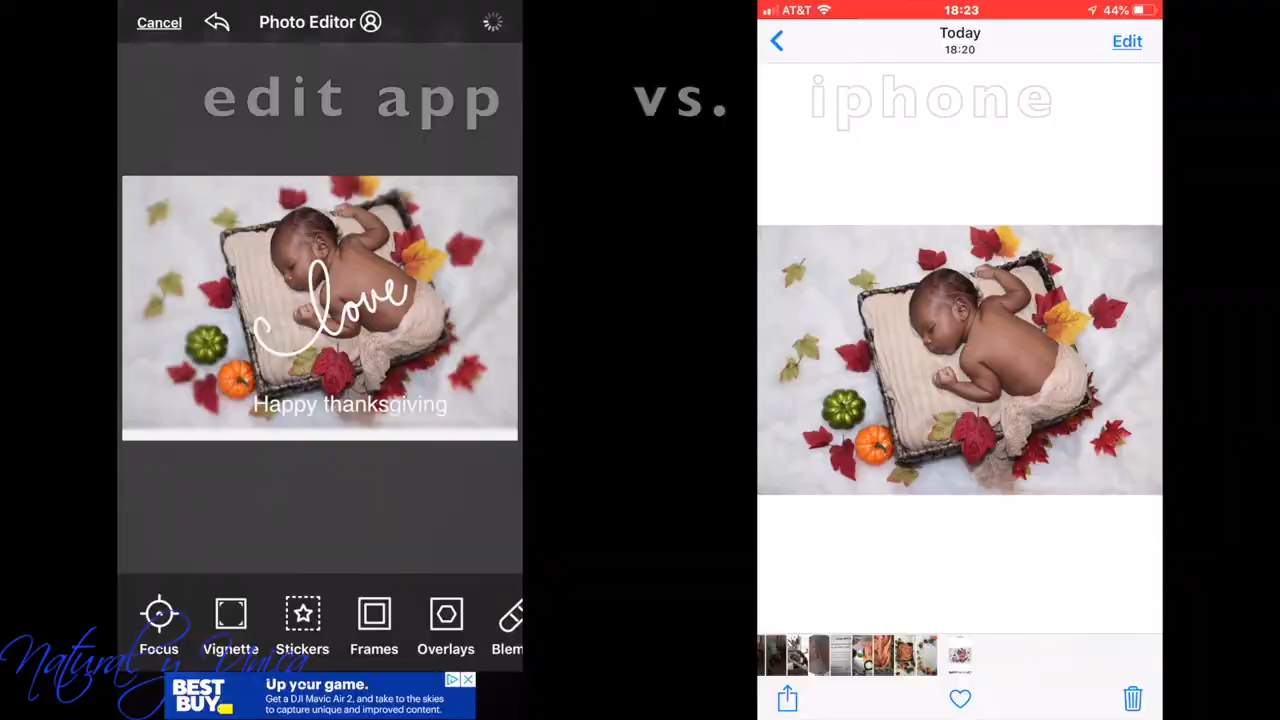 Cancel
Photo Editor
edit app vs. iphone
love
Happy thanksgiving
Focus
Vignette
Stickers
Frames
Overlays
Blem
Naturally Unita
BEST BUY
Up your game.
Get a DJI Mavic Air 2, and take to the skies
to capture unique and improved content.
AT&T
18:23
44%
Today
18:20
Edit